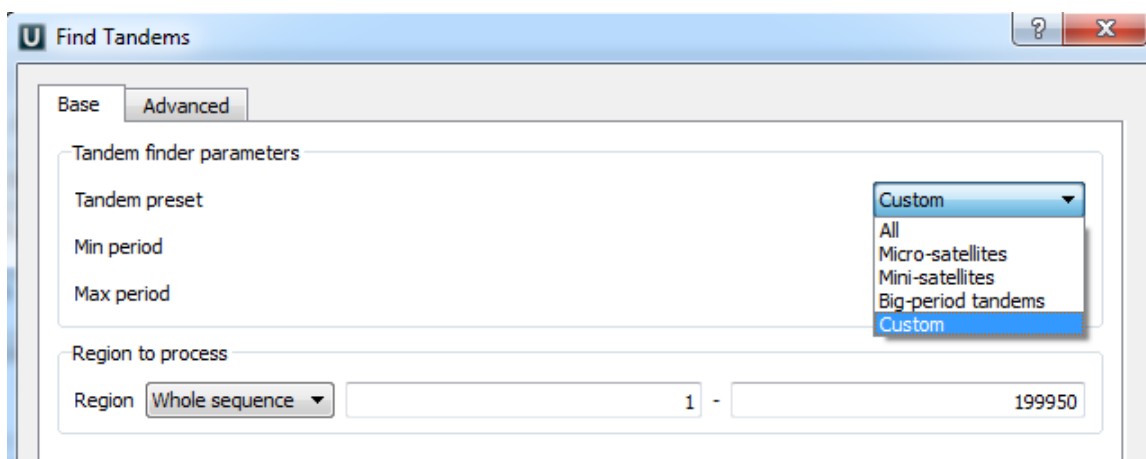 U Find Tandems ? X
Base Advanced
Tandem finder parameters
Tandem preset Custom
All
Micro-satellites
Min period
Mini-satellites
Max period
Big-period tandems
Custom
Region to process
Region Whole sequence 1 - 199950